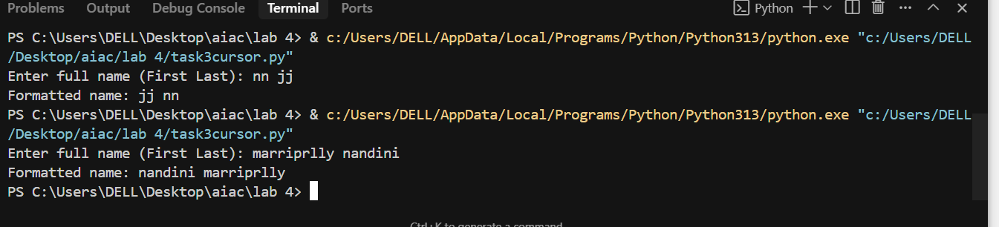 Problems Output Debug Console Terminal Ports Python
PS C:\Users\DELL\Desktop\aiac\lab 4> & c:/Users/DELL/AppData/Local/Programs/Python/Python313/python.exe "c:/Users/DELL
/Desktop/aiac/lab 4/task3cursor.py"
Enter full name (First Last): nn jj
Formatted name: jj nn
PS C:\Users\DELL\Desktop\aiac\lab 4> & c:/Users/DELL/AppData/Local/Programs/Python/Python313/python.exe "c:/Users/DELL
/Desktop/aiac/lab 4/task3cursor.py"
Enter full name (First Last): marriprlly nandini
Formatted name: nandini marriprlly
PS C:\Users\DELL\Desktop\aiac\lab 4>
Ctrl+K to generate a command